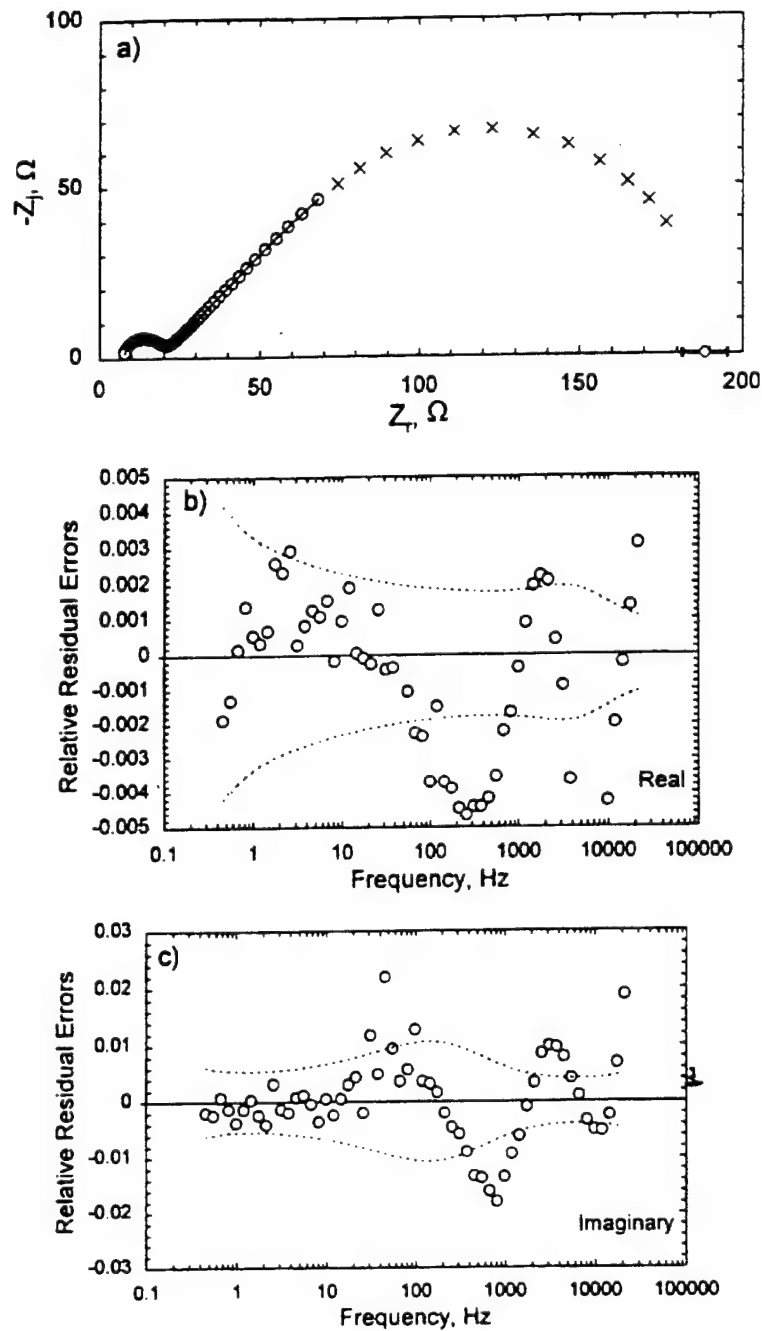 a)
100
50
0
-Zj, Ω
0 50 100 150 200
Zr, Ω
b)
0.005
0.004
0.003
0.002
0.001
0
-0.001
-0.002
-0.003
-0.004
-0.005
Relative Residual Errors
Real
0.1 1 10 100 1000 10000 100000
Frequency, Hz
c)
0.03
0.02
0.01
0
-0.01
-0.02
-0.03
Relative Residual Errors
Imaginary
0.1 1 10 100 1000 10000 100000
Frequency, Hz